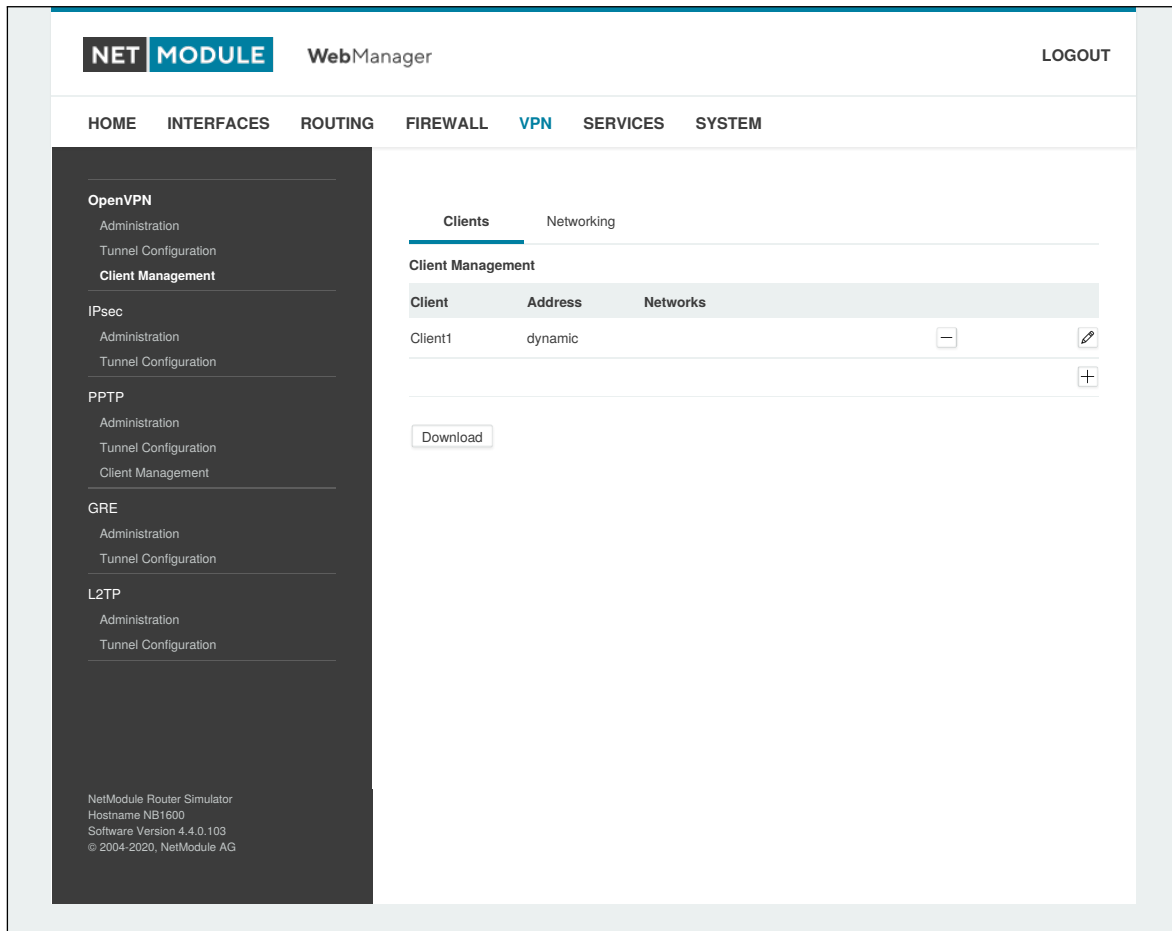 NET MODULE WebManager LOGOUT
HOME INTERFACES ROUTING FIREWALL VPN SERVICES SYSTEM
OpenVPN
Administration
Tunnel Configuration
Client Management
IPsec
Administration
Tunnel Configuration
PPTP
Administration
Tunnel Configuration
Client Management
GRE
Administration
Tunnel Configuration
L2TP
Administration
Tunnel Configuration
NetModule Router Simulator
Hostname NB1600
Software Version 4.4.0.103
© 2004-2020, NetModule AG
Clients Networking
Client Management
Client Address Networks
Client1 dynamic
Download